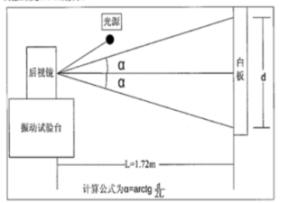 光源
后视镜
α
α
白板
d
振动试验台
L=1.72m
计算公式为α=arctg d/2L